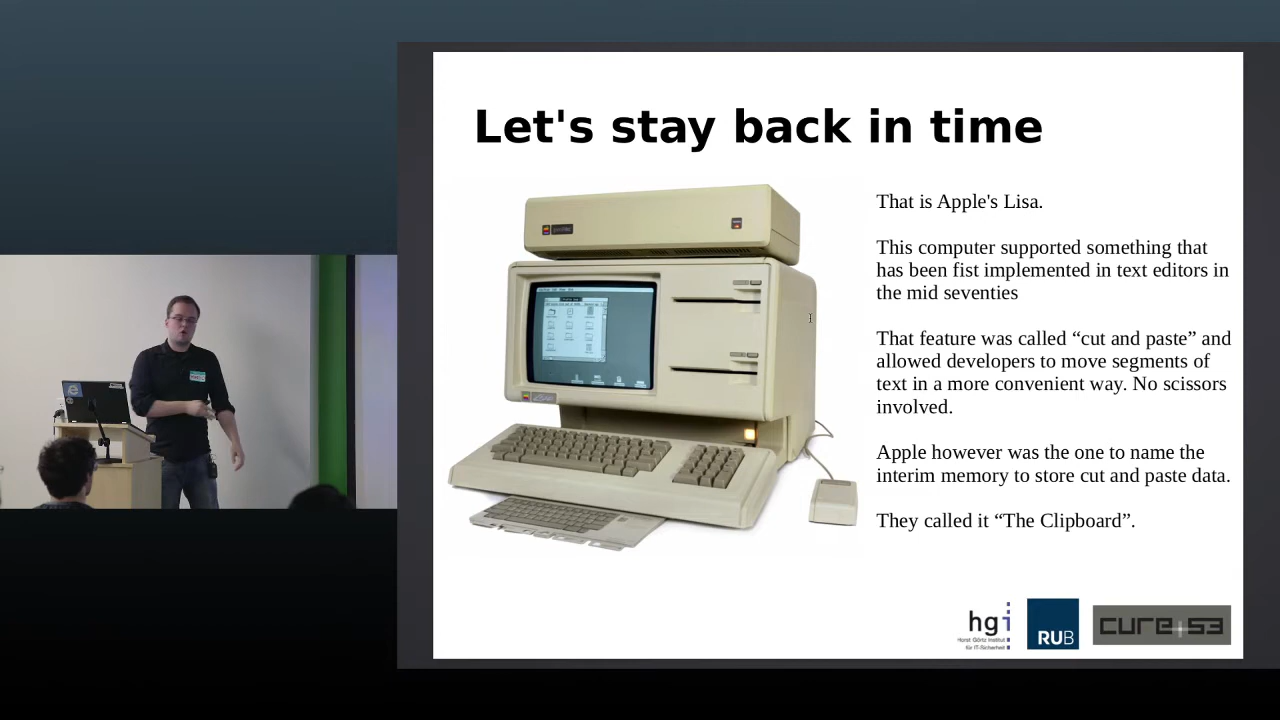 Let's stay back in time
That is Apple's Lisa.
This computer supported something that
has been fist implemented in text editors in
the mid seventies
That feature was called “cut and paste” and
allowed developers to move segments of
text in a more convenient way. No scissors
involved.
Apple however was the one to name the
interim memory to store cut and paste data.
They called it “The Clipboard”.
hgi
Horst Görtz Institut
für IT-Sicherheit
RUB
cure+53